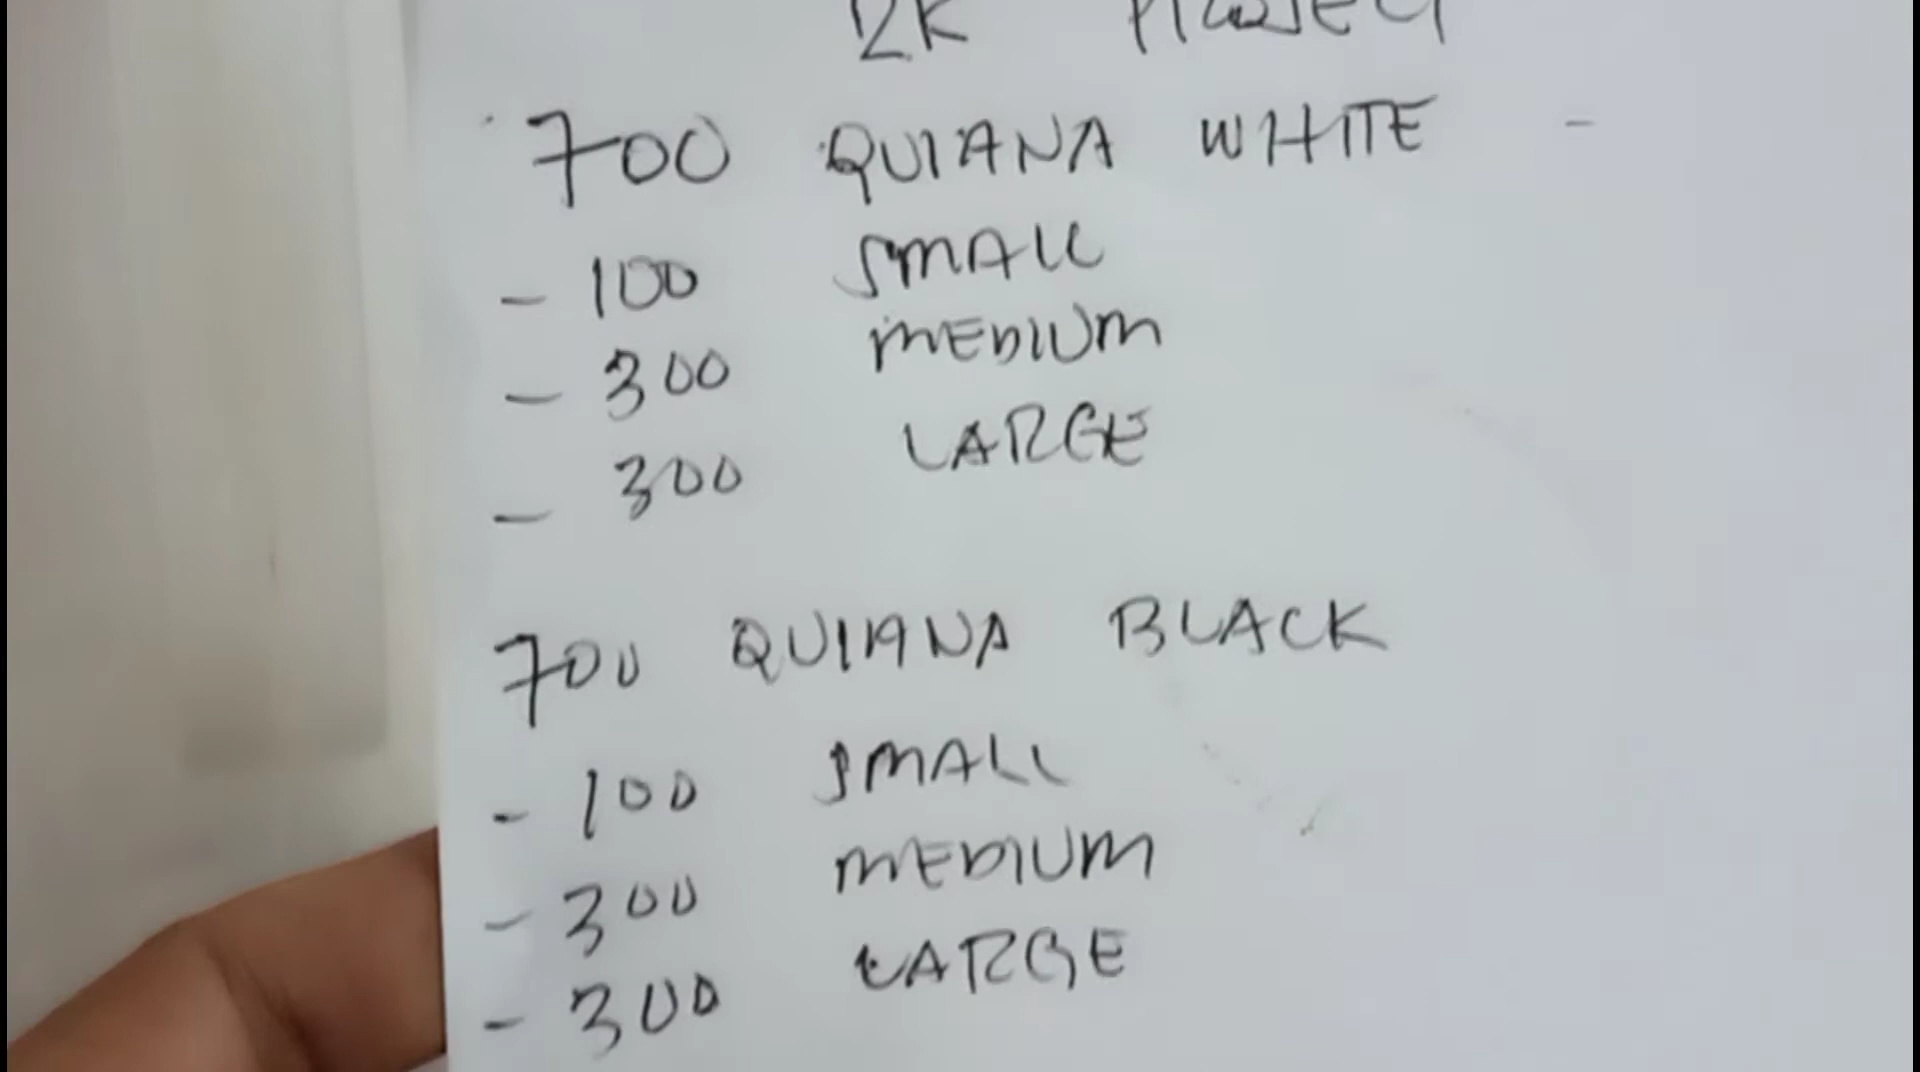 2K PROJECT
700 QUIANA WHITE -
- 100 SMALL
- 300 MEDIUM
- 300 LARGE
700 QUIANA BLACK
- 100 SMALL
- 300 MEDIUM
- 300 LARGE